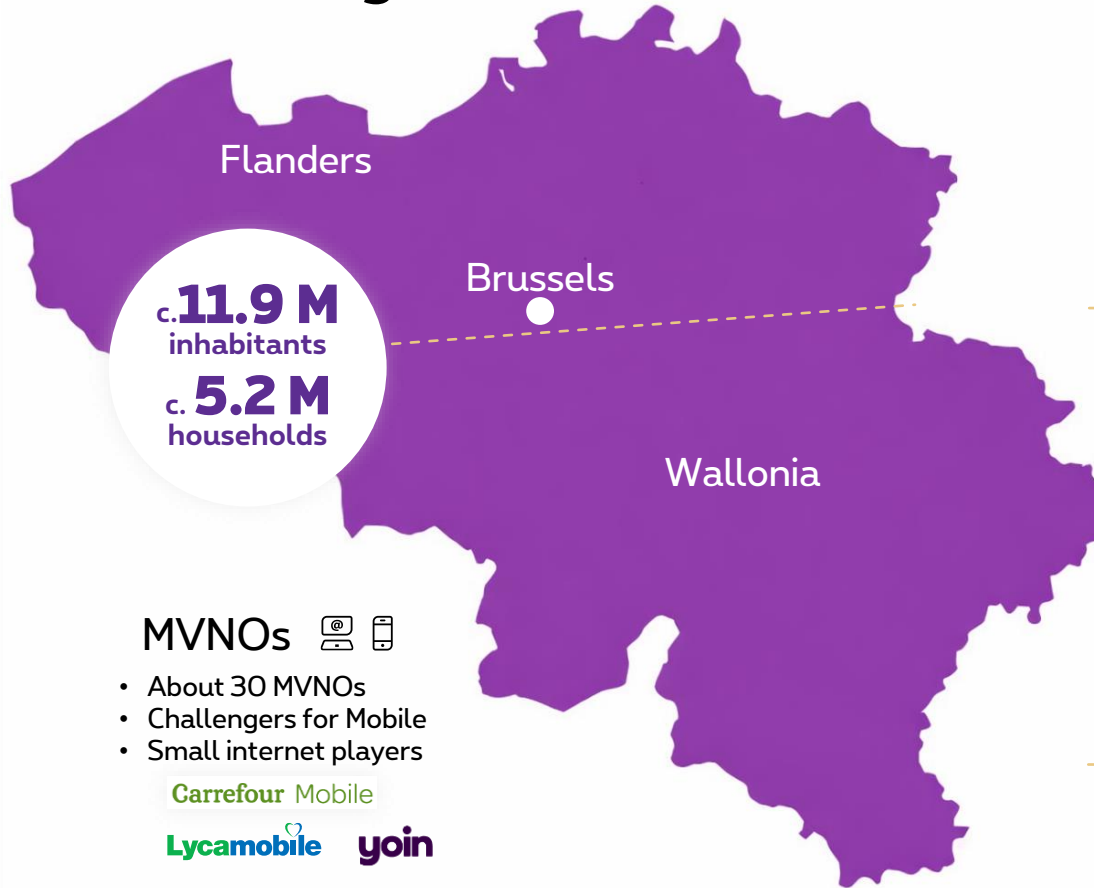 Flanders
Brussels
c.11.9 M
inhabitants
c. 5.2 M
households
Wallonia
MVNOs @
• About 30 MVNOs
• Challengers for Mobile
• Small internet players
Carrefour Mobile
Lycamobile yoin